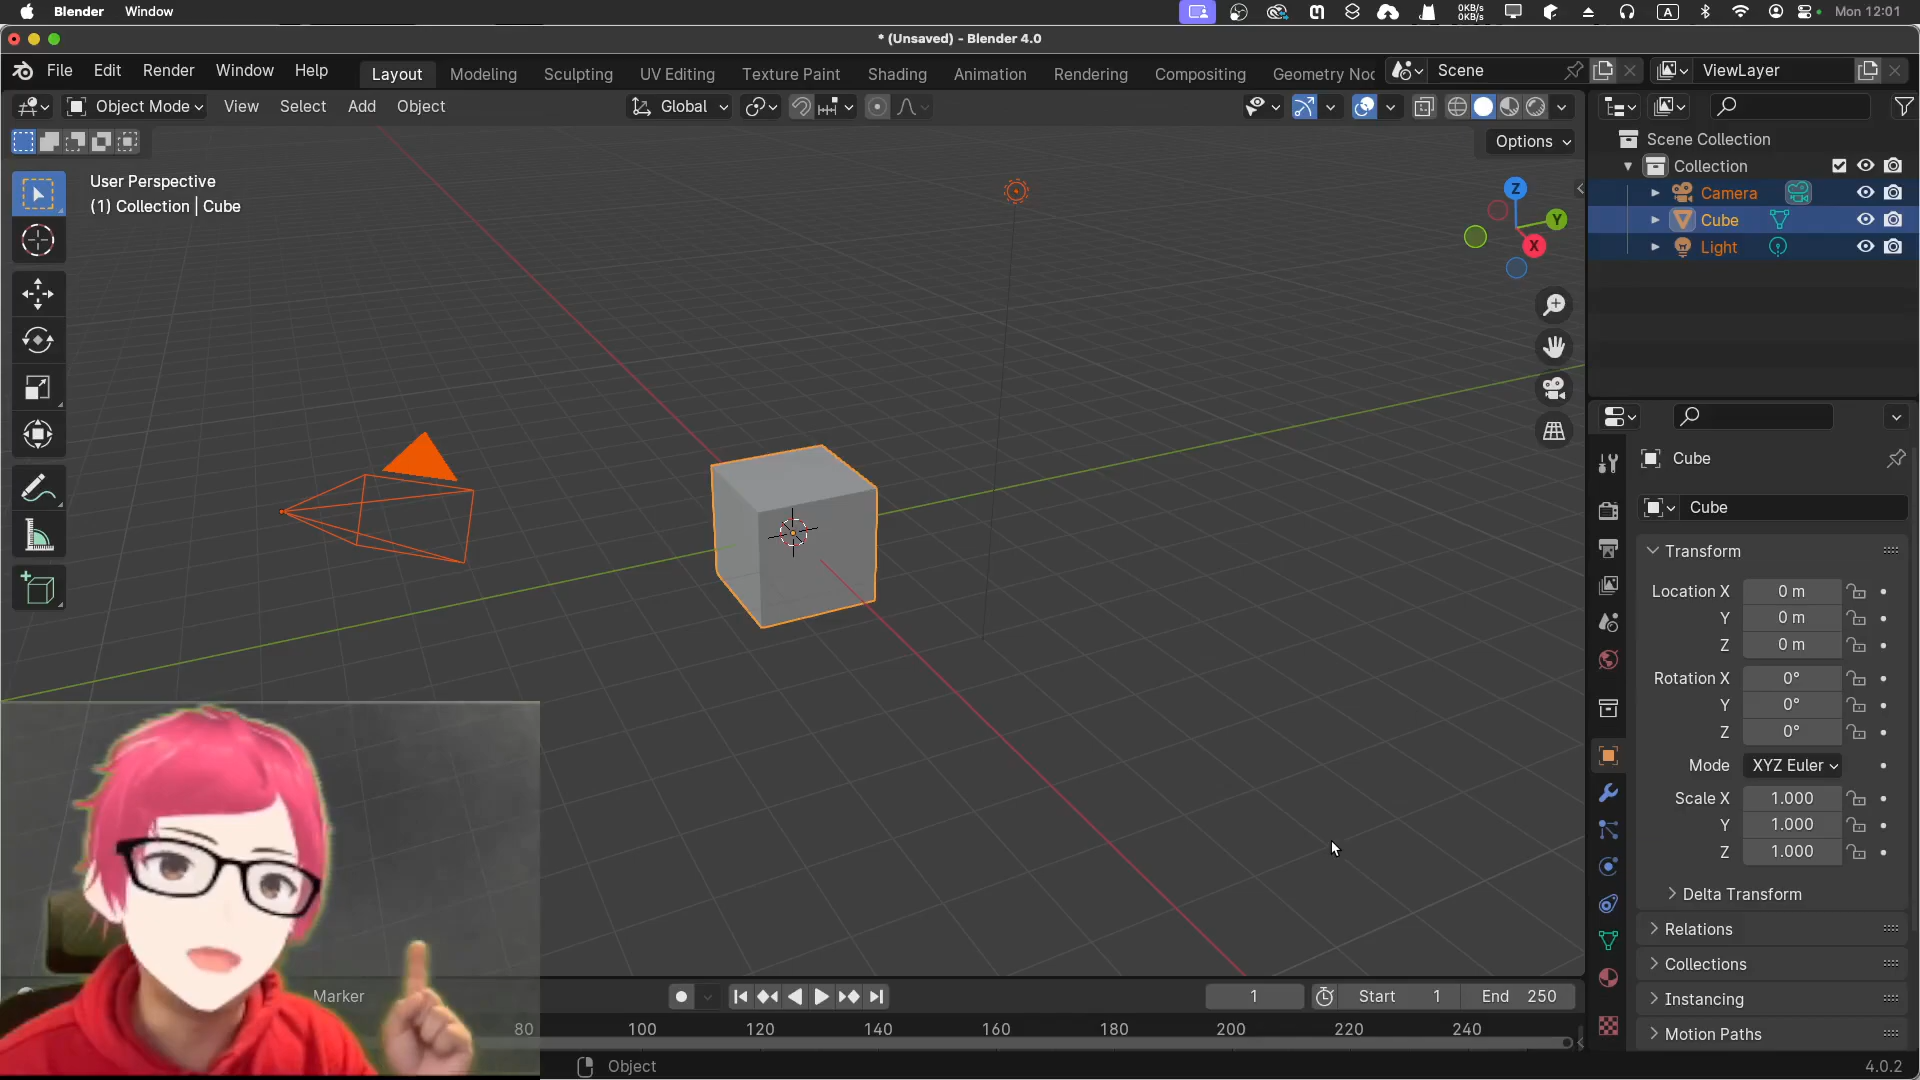 Blender Window
0KB/s
0KB/s
A
Mon 12:01
* (Unsaved) - Blender 4.0
File Edit Render Window Help
Layout Modeling Sculpting UV Editing Texture Paint Shading Animation Rendering Compositing Geometry Noc
Scene
ViewLayer
Object Mode View Select Add Object
Global
Options
User Perspective
(1) Collection | Cube
Z
Y
X
Scene Collection
Collection
Camera
Cube
Light
Cube
Cube
Transform
Location X 0 m
Y 0 m
Z 0 m
Rotation X 0°
Y 0°
Z 0°
Mode XYZ Euler
Scale X 1.000
Y 1.000
Z 1.000
Delta Transform
Relations
Collections
Instancing
Motion Paths
Marker
1
Start 1
End 250
80 100 120 140 160 180 200 220 240
Object
4.0.2